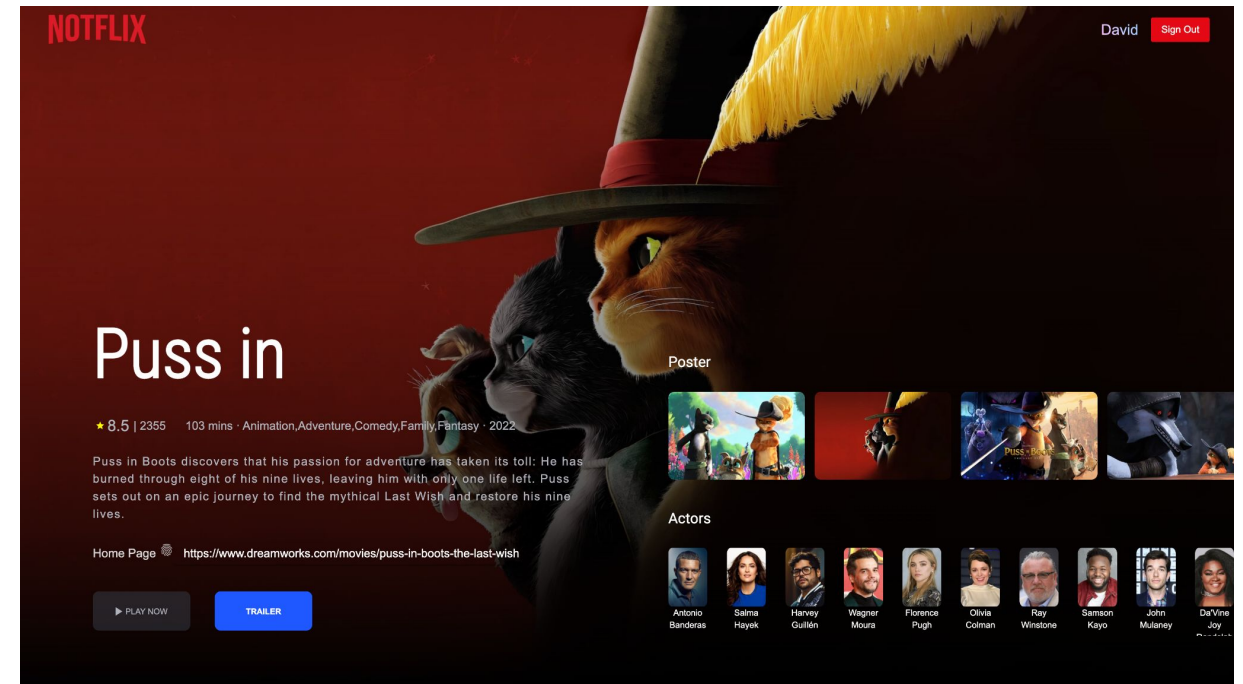 NOTFLIX
David
Sign Out
Puss in
8.5 | 2355 103 mins · Animation,Adventure,Comedy,Family,Fantasy · 2022
Puss in Boots discovers that his passion for adventure has taken its toll: He has
burned through eight of his nine lives, leaving him with only one life left. Puss
sets out on an epic journey to find the mythical Last Wish and restore his nine
lives.
Home Page https://www.dreamworks.com/movies/puss-in-boots-the-last-wish
PLAY NOW
TRAILER
Poster
Puss in Boots
Actors
Antonio
Banderas
Salma
Hayek
Harvey
Guillén
Wagner
Moura
Florence
Pugh
Olivia
Colman
Ray
Winstone
Samson
Kayo
John
Mulaney
Da'Vine
Joy